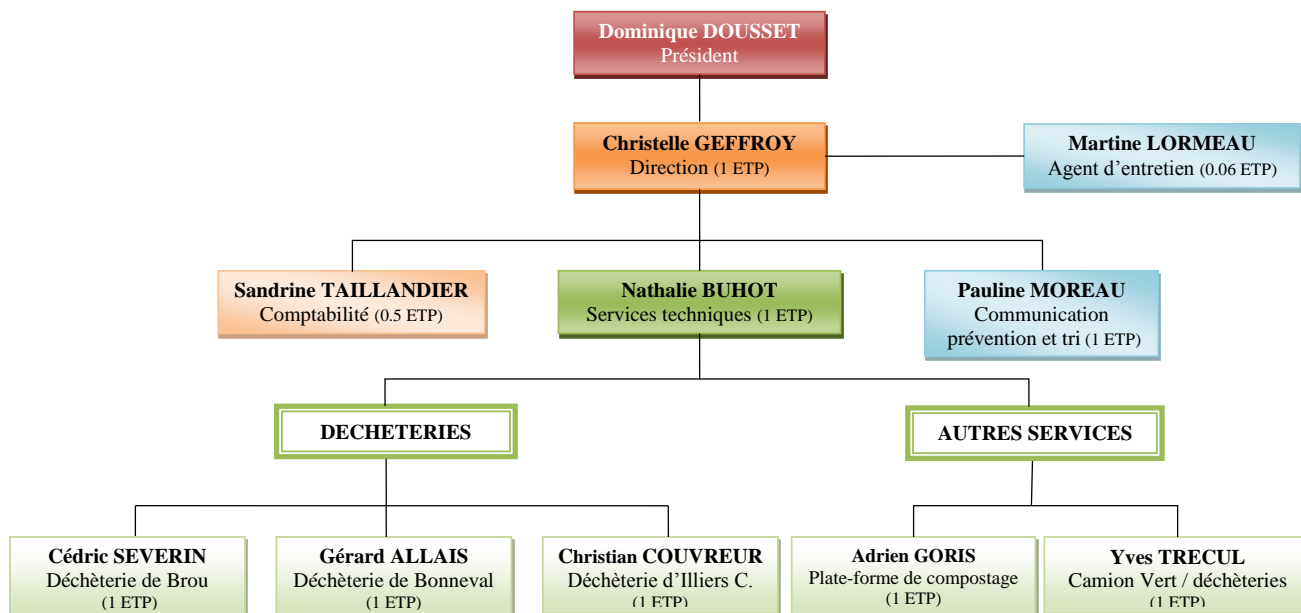 Dominique DOUSSET
Président
Christelle GEFFROY
Direction (1 ETP)
Martine LORMEAU
Agent d’entretien (0.06 ETP)
Sandrine TAILLANDIER
Comptabilité (0.5 ETP)
Nathalie BUHOT
Services techniques (1 ETP)
Pauline MOREAU
Communication
prévention et tri (1 ETP)
DECHETERIES
AUTRES SERVICES
Cédric SEVERIN
Déchèterie de Brou
(1 ETP)
Gérard ALLAIS
Déchèterie de Bonneval
(1 ETP)
Christian COUVREUR
Déchèterie d’Illiers C.
(1 ETP)
Adrien GORIS
Plate-forme de compostage
(1 ETP)
Yves TRECUL
Camion Vert / déchèteries
(1 ETP)